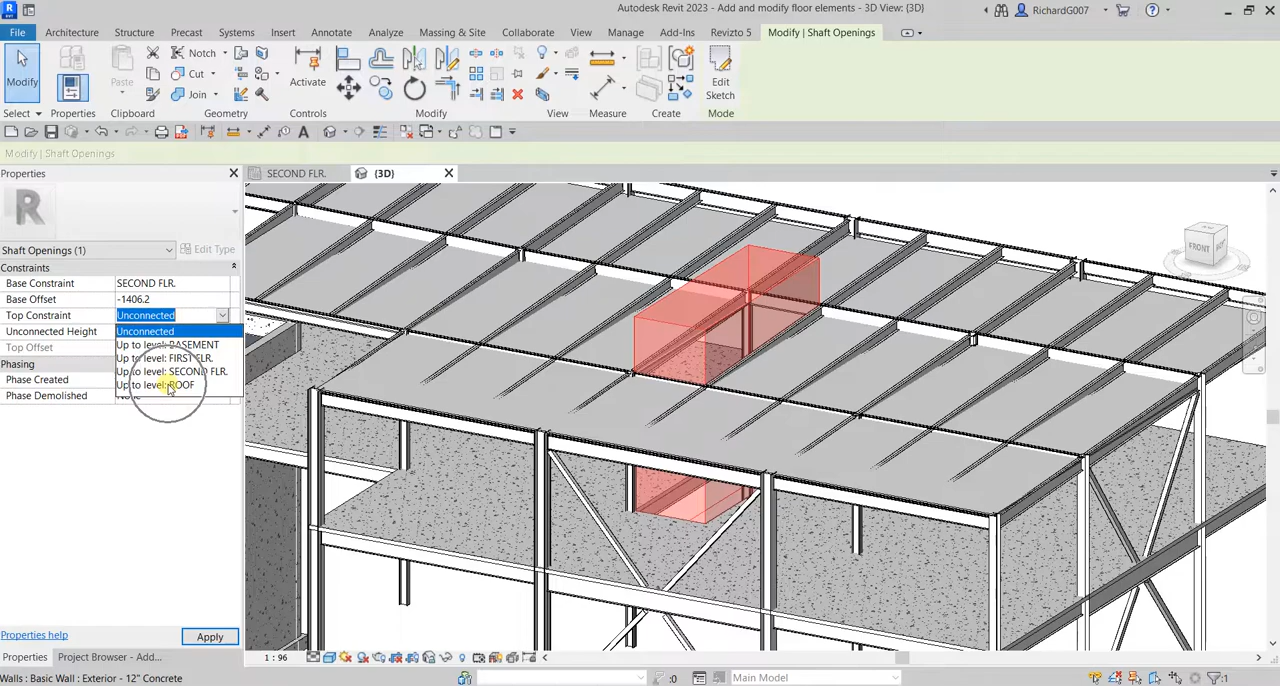 R
RVT
Autodesk Revit 2023 - Add and modify floor elements - 3D View: {3D}
RichardG007
File
Architecture
Structure
Precast
Systems
Insert
Annotate
Analyze
Massing & Site
Collaborate
View
Manage
Add-Ins
Revizto 5
Modify | Shaft Openings
Modify
Paste
Notch
Cut
Join
Activate
Edit
Sketch
Select
Properties
Clipboard
Geometry
Controls
Modify
View
Measure
Create
Mode
Modify | Shaft Openings
Properties
SECOND FLR.
{3D}
R
Shaft Openings (1)
Edit Type
Constraints
Base Constraint
SECOND FLR.
Base Offset
-1406.2
Top Constraint
Unconnected
Unconnected Height
Unconnected
Top Offset
Up to level: BASEMENT
Up to level: FIRST FLR.
Phasing
Up to level: SECOND FLR.
Phase Created
Up to level: ROOF
Phase Demolished
None
FRONT
Properties help
Apply
Properties
Project Browser - Add...
1 : 96
Walls : Basic Wall : Exterior - 12" Concrete
:0
Main Model
:1